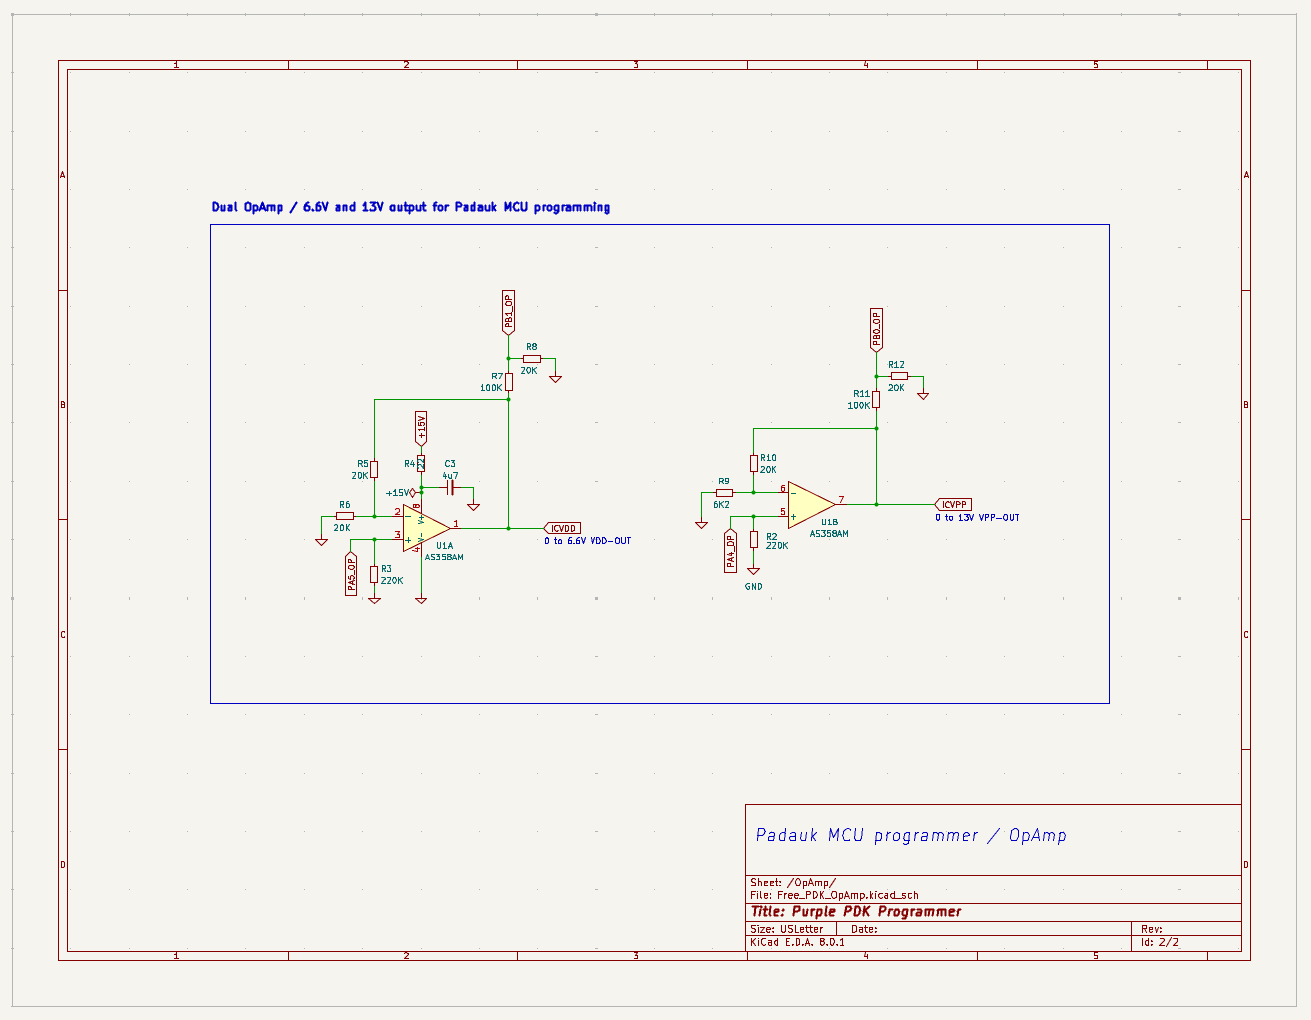 1 2 3 4 5
A A
Dual OpAmp / 6.6V and 13V output for Padauk MCU programming
PB1_OP
PB0_OP
R8
20K
R7
100K
R12
20K
R11
100K
B B
+15V
R5
20K
R4
22
C3
4u7
+15V
R10
20K
R9
6K2
R6
20K
2
3
8
V+
V-
4
1
U1A
AS358AM
ICVDD
0 to 6.6V VDD-OUT
6
5
7
U1B
AS358AM
ICVPP
0 to 13V VPP-OUT
PA5_OP
R3
220K
PA4_OP
R2
220K
GND
C C
D D
Padauk MCU programmer / OpAmp
Sheet: /OpAmp/
File: Free_PDK_OpAmp.kicad_sch
Title: Purple PDK Programmer
Size: USLetter Date: Rev:
KiCad E.D.A. 8.0.1 Id: 2/2
1 2 3 4 5